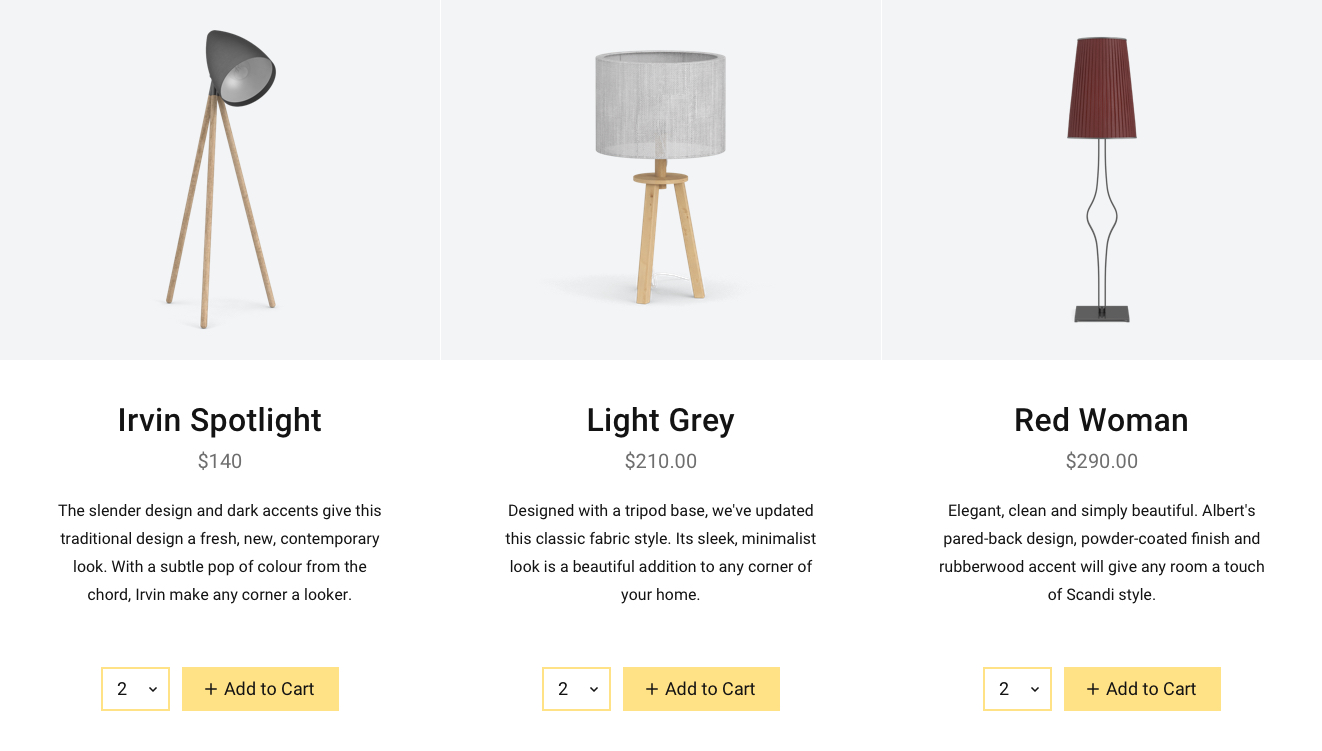 Irvin Spotlight
$140
The slender design and dark accents give this
traditional design a fresh, new, contemporary
look. With a subtle pop of colour from the
chord, Irvin make any corner a looker.
2
+ Add to Cart
Light Grey
$210.00
Designed with a tripod base, we've updated
this classic fabric style. Its sleek, minimalist
look is a beautiful addition to any corner of
your home.
2
+ Add to Cart
Red Woman
$290.00
Elegant, clean and simply beautiful. Albert's
pared-back design, powder-coated finish and
rubberwood accent will give any room a touch
of Scandi style.
2
+ Add to Cart